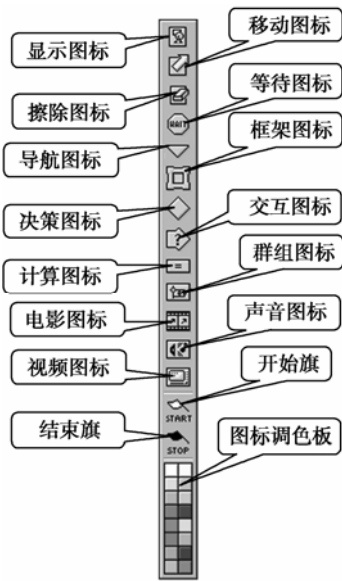 显示图标
移动图标
擦除图标
WAIT
等待图标
导航图标
框架图标
决策图标
?
交互图标
计算图标
=
群组图标
电影图标
声音图标
视频图标
开始旗
START
结束旗
STOP
图标调色板